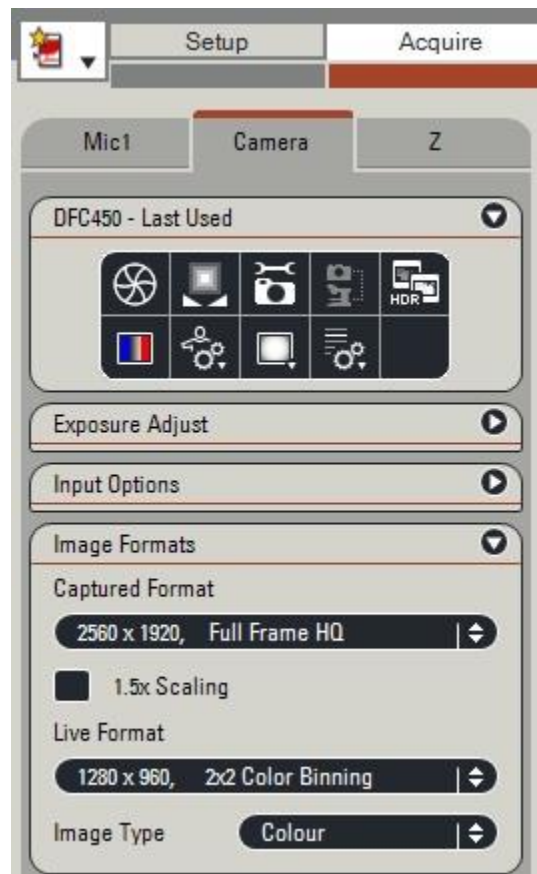 Setup Acquire
Mic1 Camera Z
DFC450 - Last Used
HDR
Exposure Adjust
Input Options
Image Formats
Captured Format
2560 x 1920, Full Frame HQ
1.5x Scaling
Live Format
1280 x 960, 2x2 Color Binning
Image Type Colour